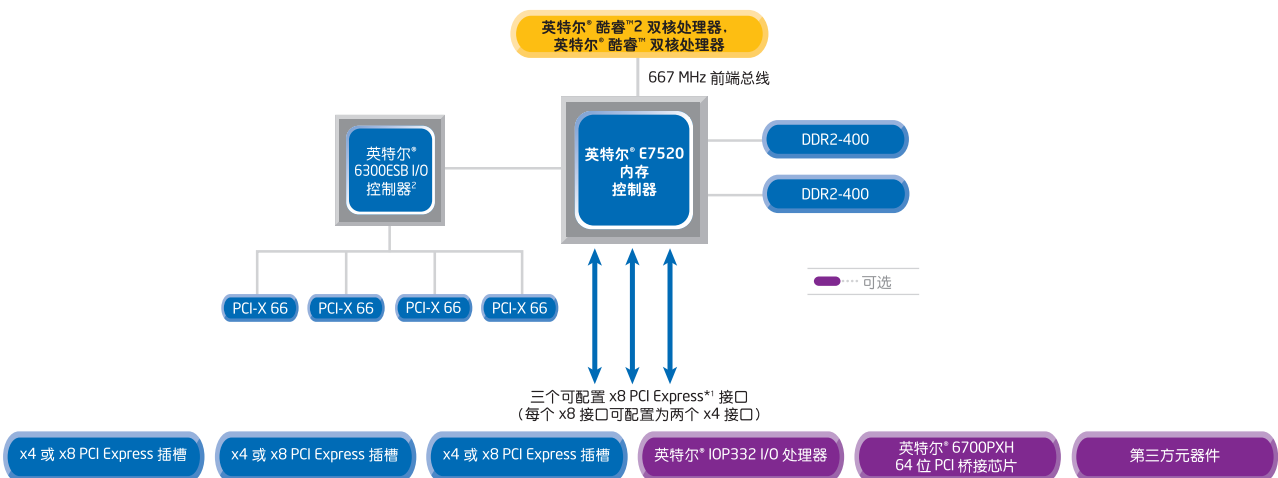 英特尔® 酷睿™2 双核处理器,
英特尔® 酷睿™ 双核处理器
667 MHz 前端总线
英特尔®
6300ESB I/O
控制器²
英特尔® E7520
内存
控制器
DDR2-400
DDR2-400
可选
PCI-X 66
PCI-X 66
PCI-X 66
PCI-X 66
三个可配置 x8 PCI Express*¹ 接口
(每个 x8 接口可配置为两个 x4 接口)
x4 或 x8 PCI Express 插槽
x4 或 x8 PCI Express 插槽
x4 或 x8 PCI Express 插槽
英特尔® IOP332 I/O 处理器
英特尔® 6700PXH
64 位 PCI 桥接芯片
第三方元器件